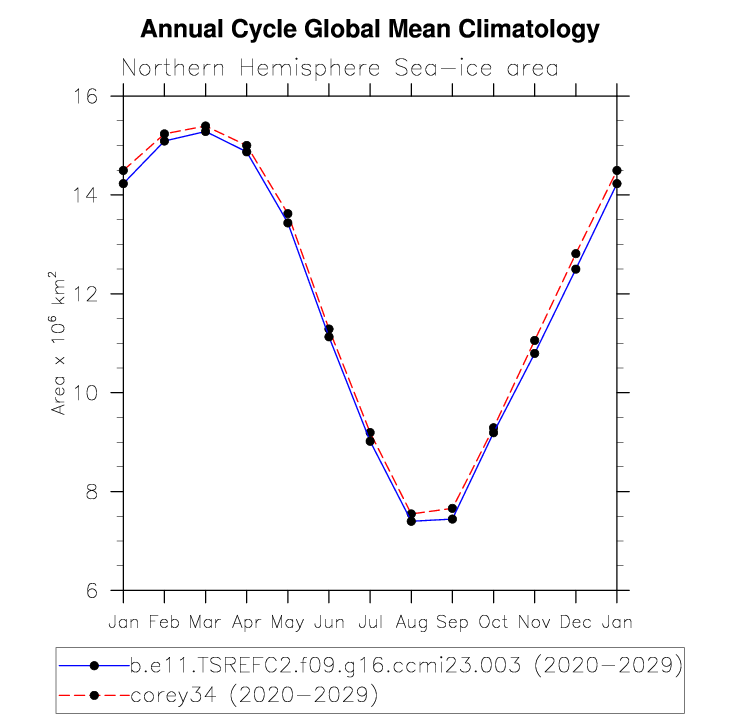 Annual Cycle Global Mean Climatology
Northern Hemisphere Sea-ice area
16
14
12
10
8
6
Area x 10⁶ km²
Jan Feb Mar Apr May Jun Jul Aug Sep Oct Nov Dec Jan
b.e11.TSREFC2.f09.g16.ccmi23.003 (2020-2029)
corey34 (2020-2029)